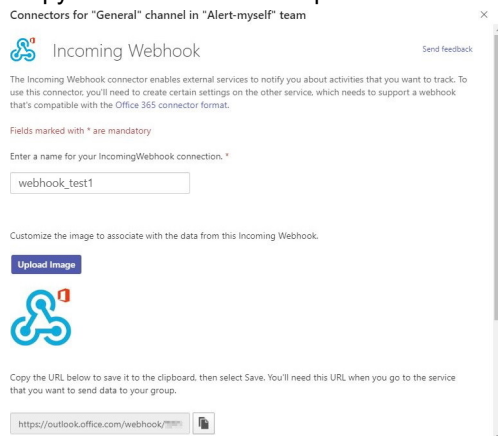 Connectors for "General" channel in "Alert-myself" team
Incoming Webhook
Send feedback
The Incoming Webhook connector enables external services to notify you about activities that you want to track. To
use this connector, you'll need to create certain settings on the other service, which needs to support a webhook
that's compatible with the Office 365 connector format.
Fields marked with * are mandatory
Enter a name for your IncomingWebhook connection. *
webhook_test1
Customize the image to associate with the data from this Incoming Webhook.
Upload Image
Copy the URL below to save it to the clipboard, then select Save. You'll need this URL when you go to the service
that you want to send data to your group.
https://outlook.office.com/webhook/